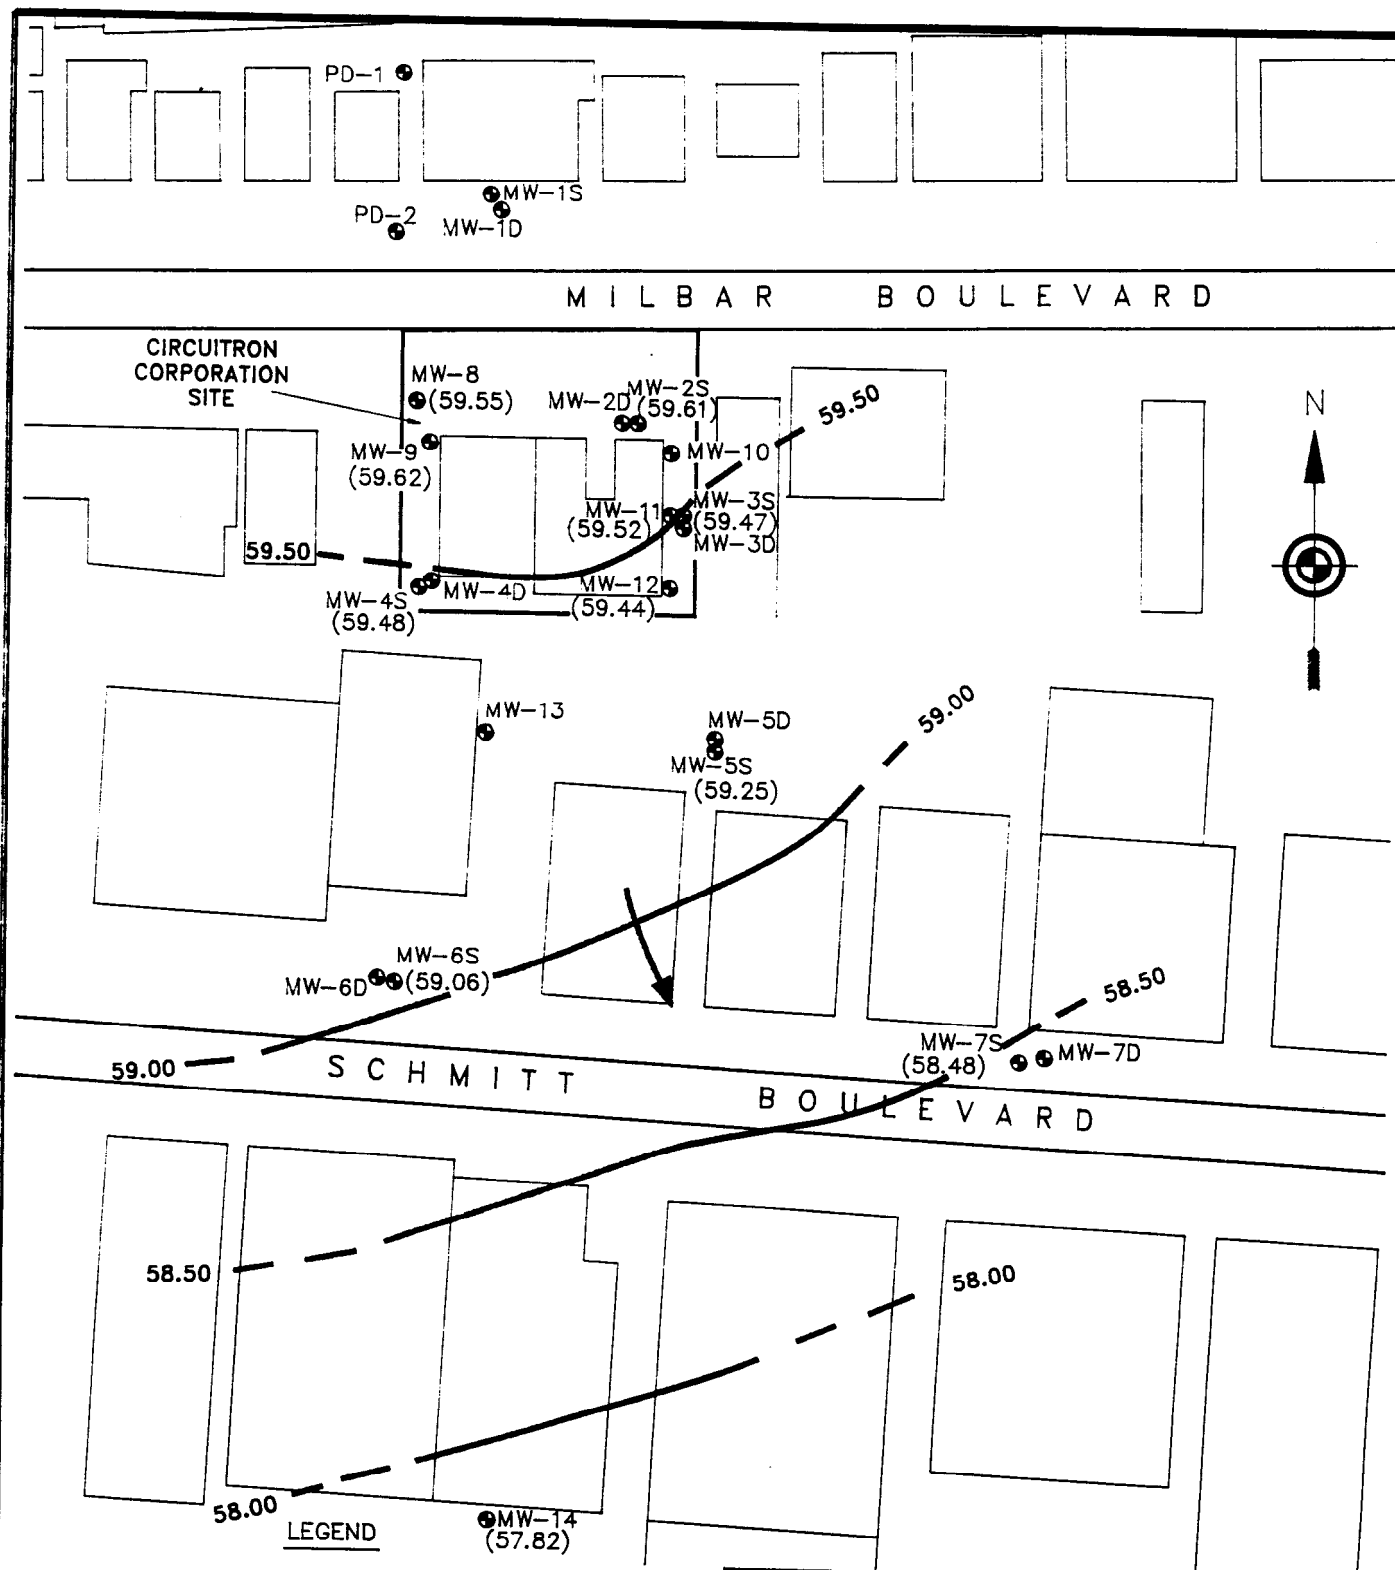 PD-1
MW-1S
PD-2
MW-1D
MILBAR BOULEVARD
CIRCUITRON
CORPORATION
SITE
MW-8
(59.55)
MW-2D
MW-2S
(59.61)
59.50
N
MW-9
(59.62)
MW-10
MW-11
(59.52)
MW-3S
(59.47)
MW-3D
59.50
MW-4S
(59.48)
MW-4D
MW-12
(59.44)
MW-13
MW-5D
MW-5S
(59.25)
59.00
MW-6D
MW-6S
(59.06)
58.50
MW-7S
(58.48)
MW-7D
59.00
SCHMITT BOULEVARD
58.50
58.00
58.00
LEGEND
MW-14
(57.82)